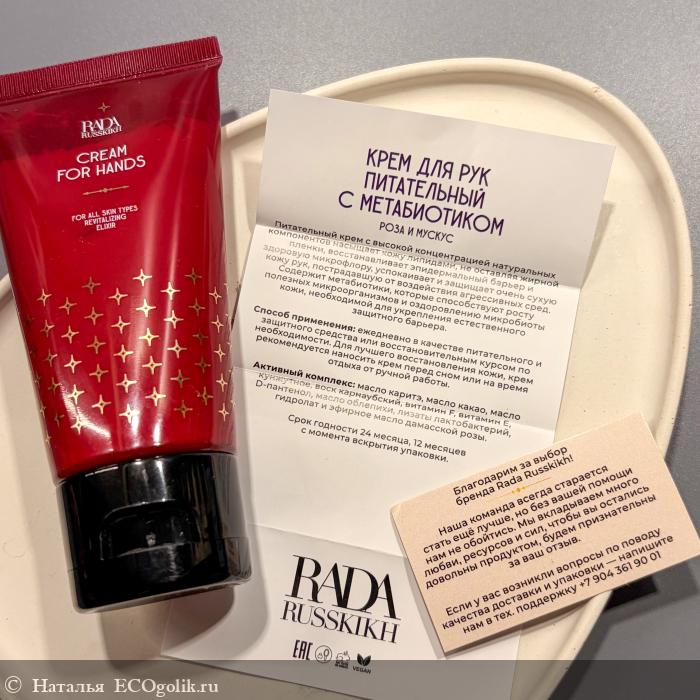 RADA
RUSSKIKH
CREAM
FOR HANDS
FOR ALL SKIN TYPES
REVITALIZING
ELIXIR
КРЕМ ДЛЯ РУК
ПИТАТЕЛЬНЫЙ
С МЕТАБИОТИКОМ
РОЗА И МУСКУС
Питательный крем с высокой концентрацией натуральных
компонентов насыщает кожу липидами, не оставляя жирной
пленки, восстанавливает эпидермальный барьер и
здоровую микрофлору, успокаивает и защищает очень сухую
кожу рук, пострадавшую от воздействия агрессивных сред.
Содержит метабиотики, которые способствуют росту
полезных микроорганизмов и оздоровлению микробиоты
кожи, необходимой для укрепления естественного
защитного барьера.
Способ применения: ежедневно в качестве питательного и
защитного средства или восстановительным курсом по
необходимости. Для лучшего восстановления кожи, крем
рекомендуется наносить крем перед сном или на время
отдыха от ручной работы.
Активный комплекс: масло каритэ, масло какао, масло
кунжутное, воск карнаубский, витамин F, витамин E,
D-пантенол, масло облепихи, лизаты лактобактерий,
гидролат и эфирное масло дамасской розы.
Срок годности 24 месяца, 12 месяцев
с момента вскрытия упаковки.
RADA
RUSSKIKH
EAC
VEGAN
Благодарим за выбор
бренда Rada Russkikh!
Наша команда всегда старается
стать ещё лучше, но без вашей помощи
нам не обойтись. Мы вкладываем много
любви, ресурсов и сил, чтобы вы остались
довольны продуктом, будем признательны
за ваш отзыв.
Если у вас возникли вопросы по поводу
качества доставки и упаковки — напишите
нам в тех. поддержку +7 904 361 90 01
© Наталья ECOgolik.ru